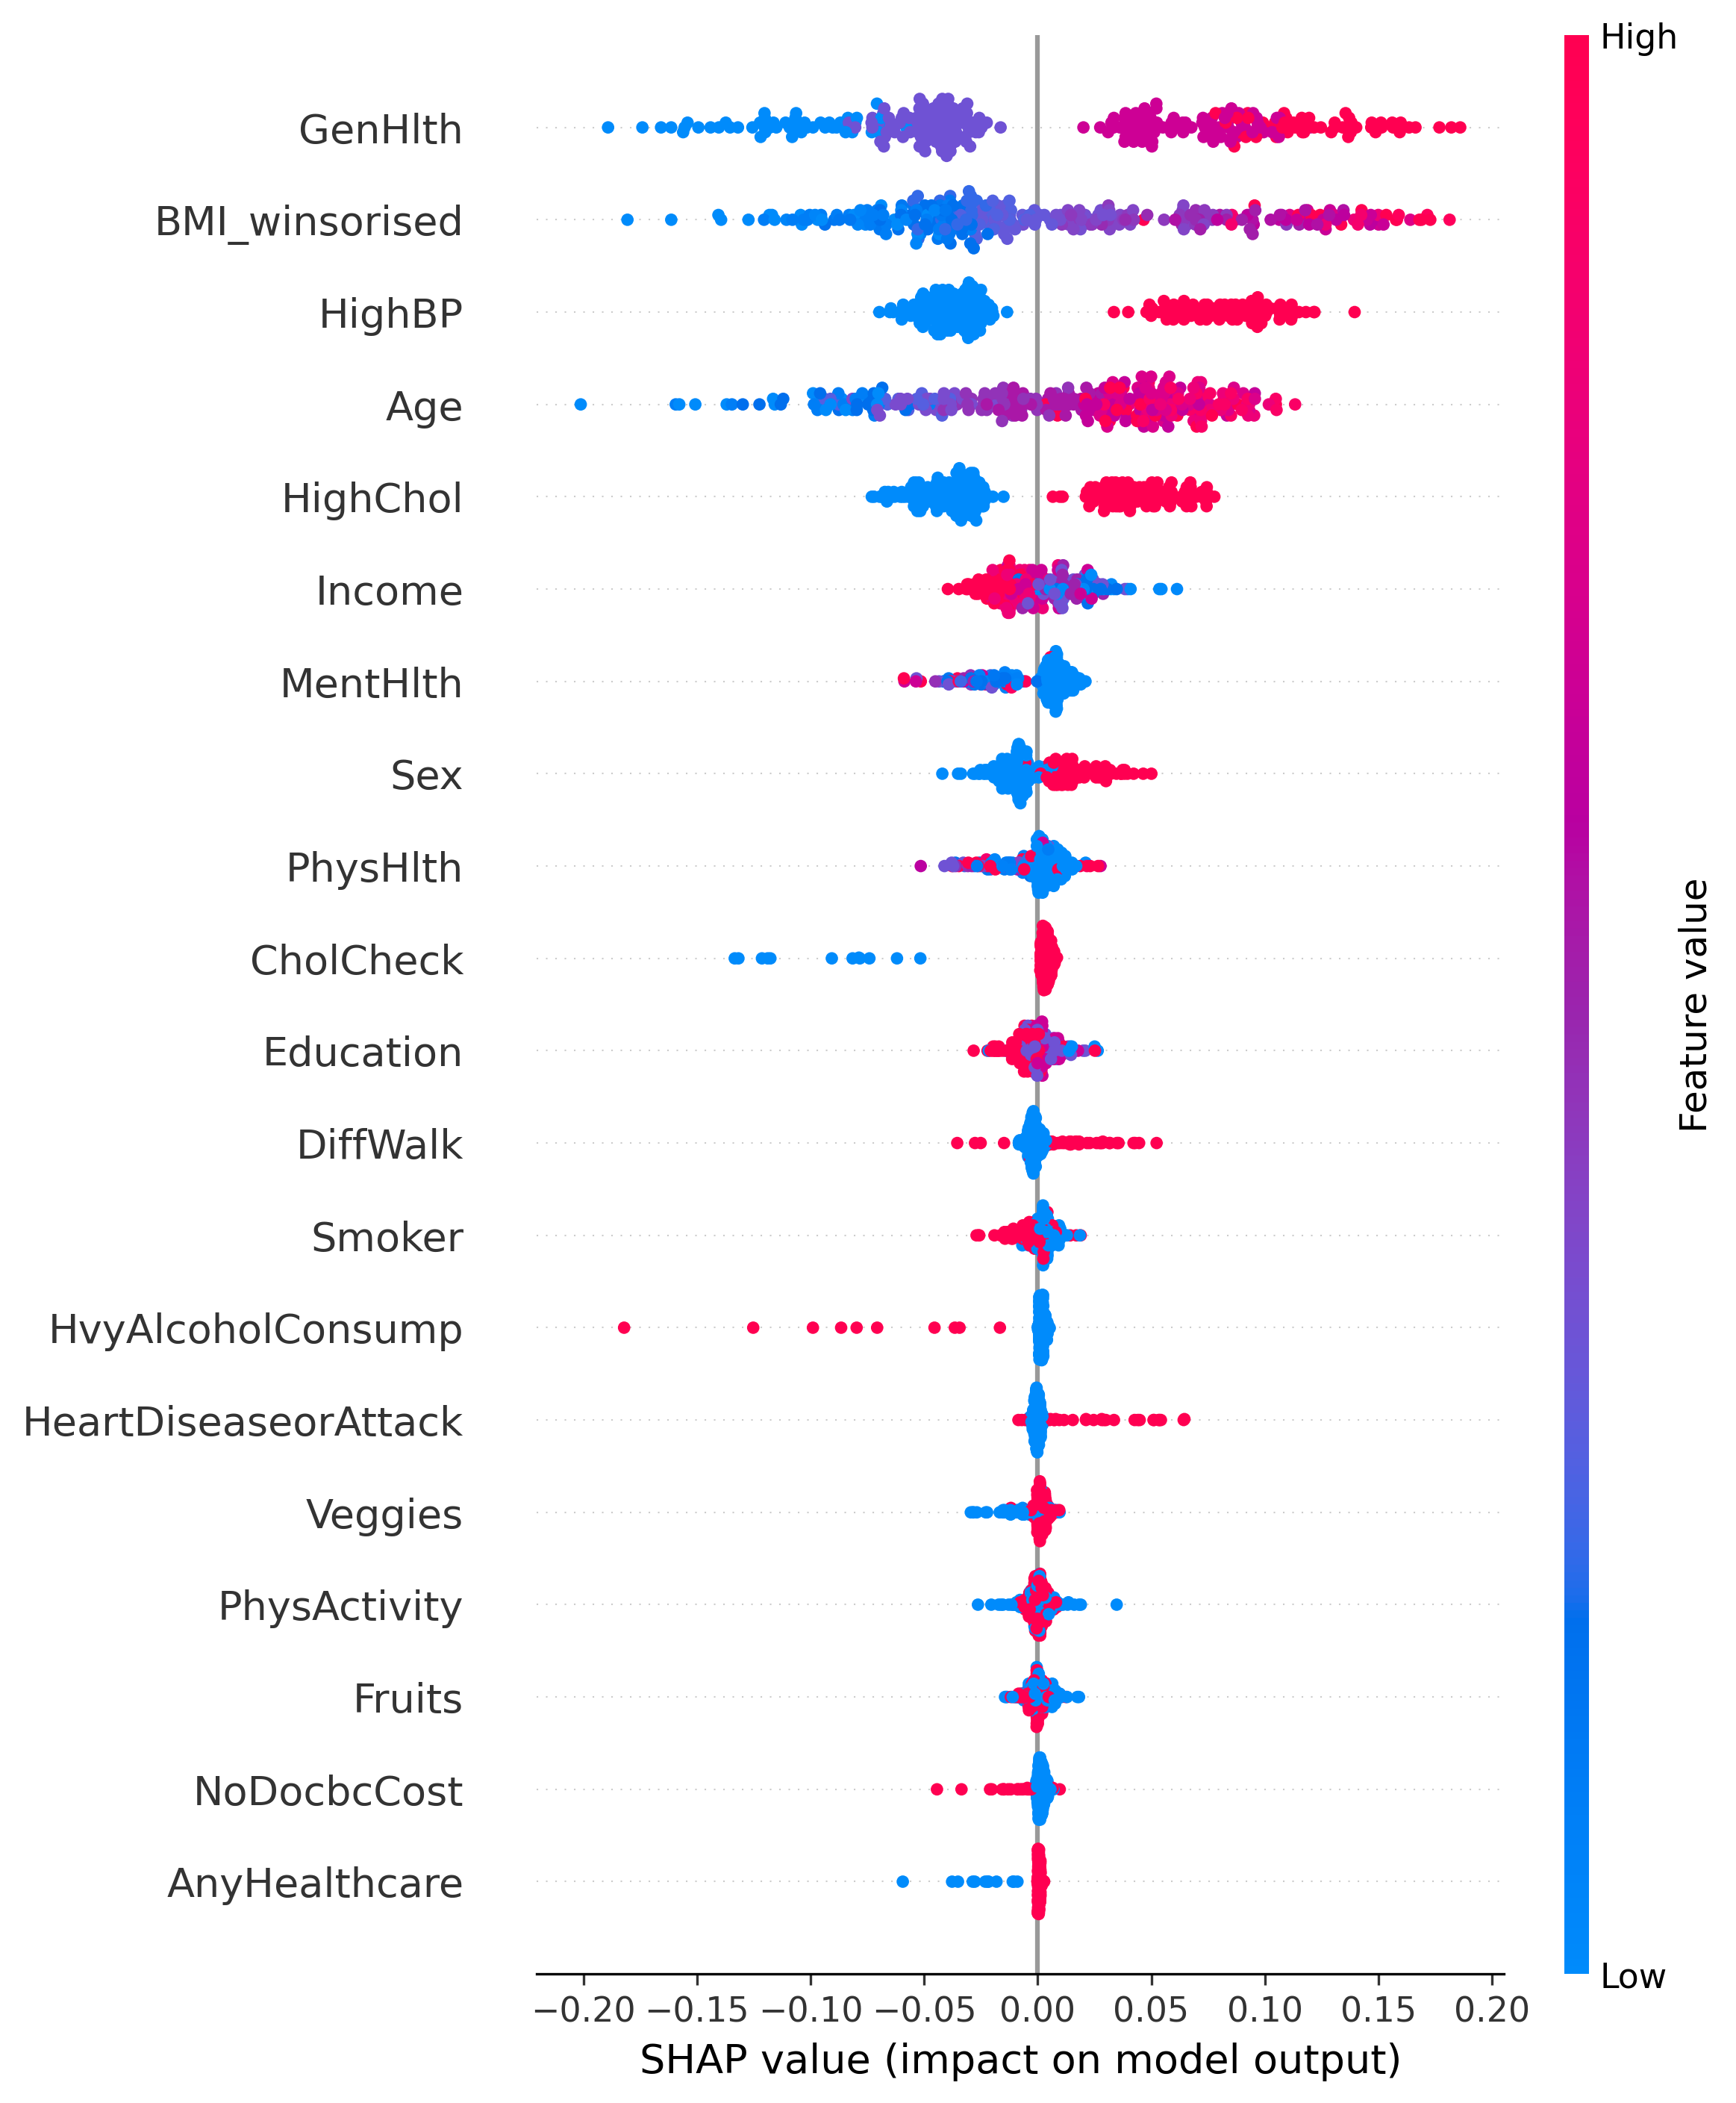 High
GenHlth
BMI_winsorised
HighBP
Age
HighChol
Income
MentHlth
Sex
PhysHlth
CholCheck
Education
DiffWalk
Smoker
HvyAlcoholConsump
HeartDiseaseorAttack
Veggies
PhysActivity
Fruits
NoDocbcCost
AnyHealthcare
Feature value
Low
−0.20 −0.15 −0.10 −0.05 0.00 0.05 0.10 0.15 0.20
SHAP value (impact on model output)